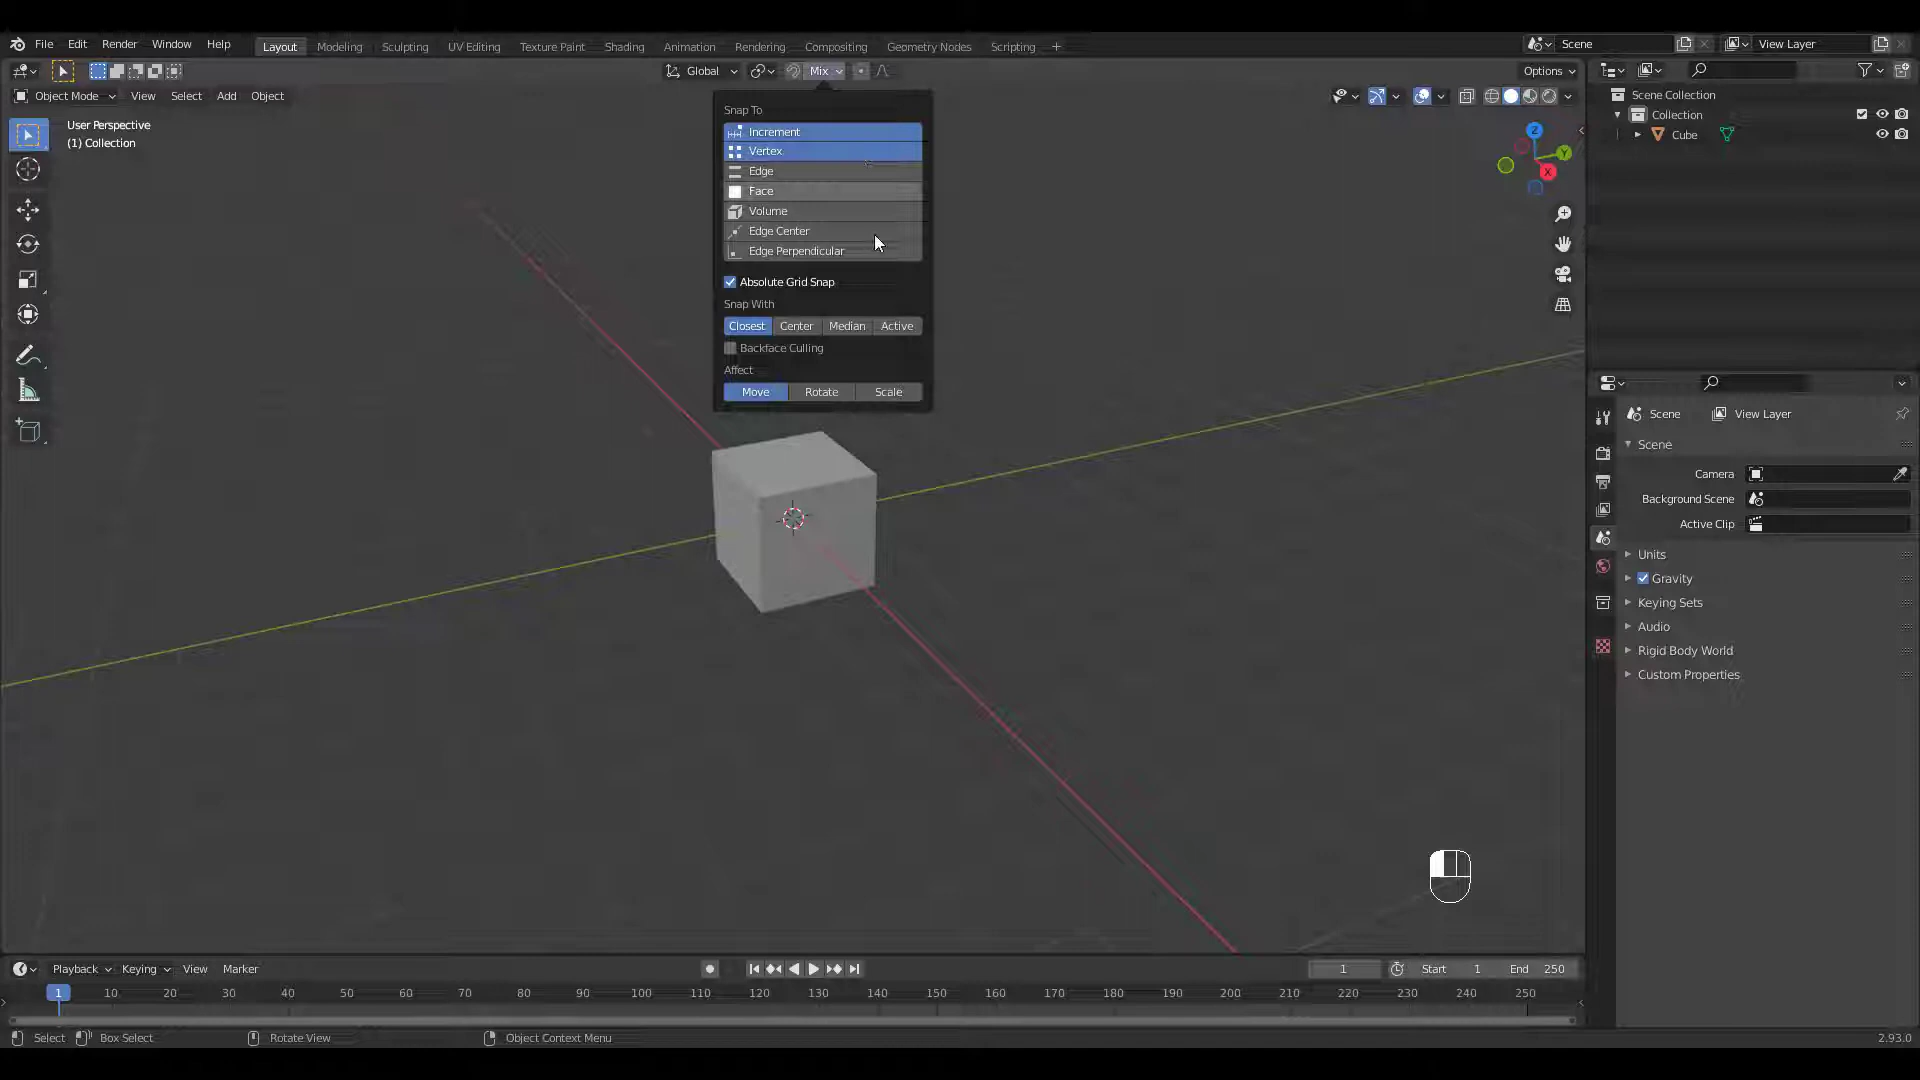 File Edit Render Window Help Layout Modeling Sculpting UV Editing Texture Paint Shading Animation Rendering Compositing Geometry Nodes Scripting + Scene View Layer
Global Mix Options
Object Mode View Select Add Object
User Perspective
(1) Collection
Snap To
Increment
Vertex
Edge
Face
Volume
Edge Center
Edge Perpendicular
Absolute Grid Snap
Snap With
Closest Center Median Active
Backface Culling
Affect
Move Rotate Scale
Z
Y
X
Scene Collection
Collection
Cube
Scene View Layer
Scene
Camera
Background Scene
Active Clip
Units
Gravity
Keying Sets
Audio
Rigid Body World
Custom Properties
Playback Keying View Marker 1 Start 1 End 250
1 10 20 30 40 50 60 70 80 90 100 110 120 130 140 150 160 170 180 190 200 210 220 230 240 250
Select Box Select Rotate View Object Context Menu 2.93.0